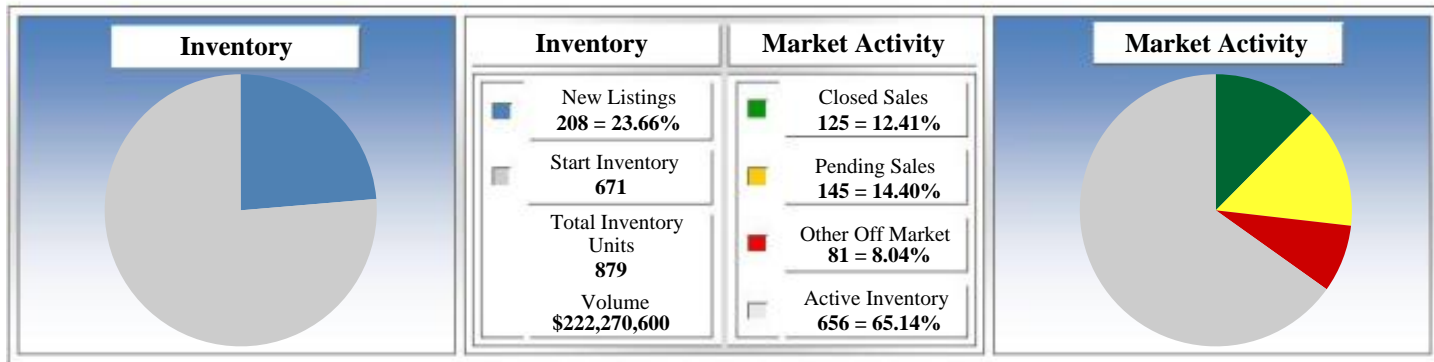 Inventory
Inventory
Market Activity
New Listings
208 = 23.66%
Start Inventory
671
Total Inventory
Units
879
Volume
$222,270,600
Closed Sales
125 = 12.41%
Pending Sales
145 = 14.40%
Other Off Market
81 = 8.04%
Active Inventory
656 = 65.14%
Market Activity